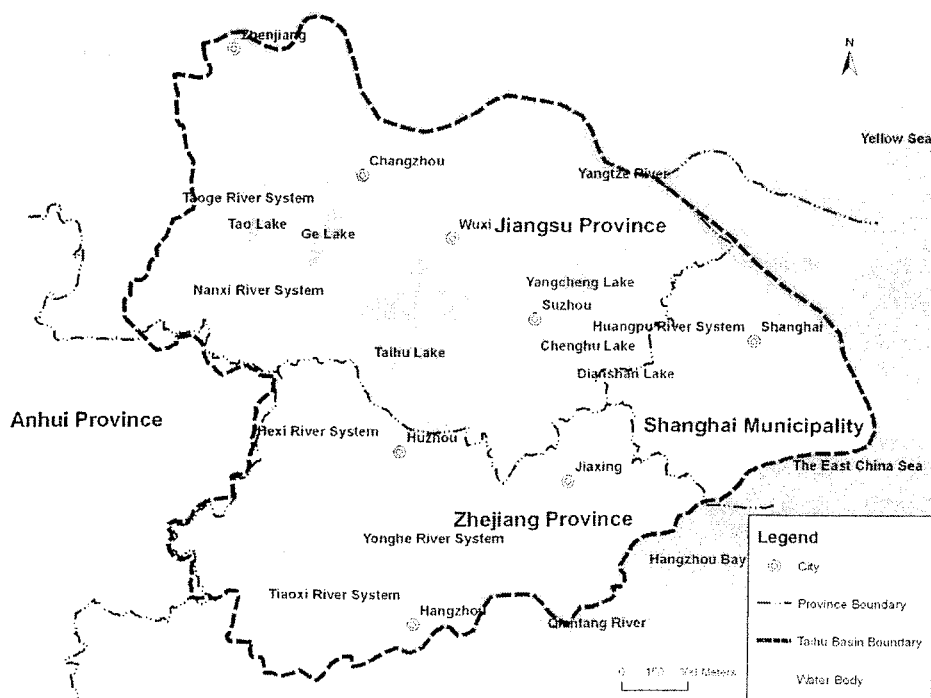 Zhenjiang
N
Yellow Sea
Changzhou
Yangtze River
Taoge River System
Tao Lake
Ge Lake
Wuxi
Jiangsu Province
Nanxi River System
Yangcheng Lake
Suzhou
Huangpu River System
Shanghai
Chenghu Lake
Taihu Lake
Dianshan Lake
Anhui Province
Hexi River System
Huzhou
Shanghai Municipality
The East China Sea
Jiaxing
Zhejiang Province
Yonghe River System
Hangzhou Bay
Tiaoxi River System
Hangzhou
Qiantang River
Legend
City
Province Boundary
Taihu Basin Boundary
Water Body
0 150 300 Meters